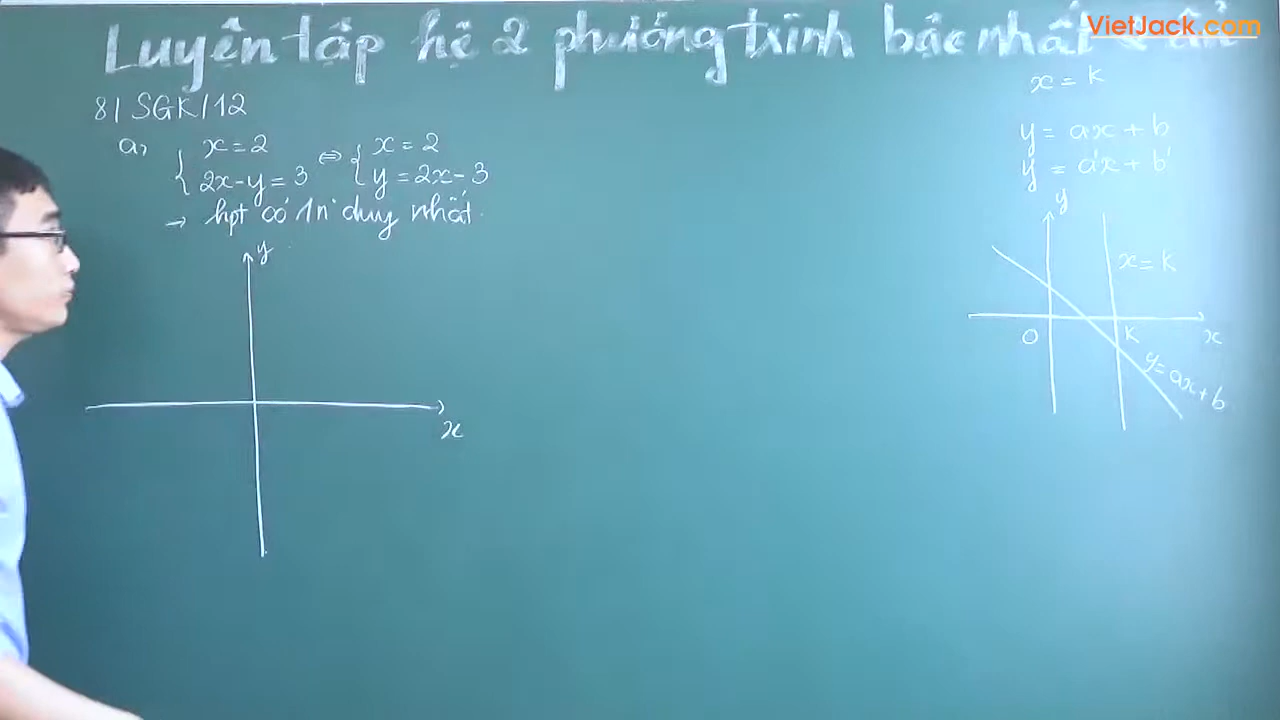 VietJack.com
Luyện tập hệ 2 phương trình bậc nhất 2 ẩn
8/ SGK/12
a, { x = 2 ⇔ { x = 2
2x - y = 3 y = 2x - 3
→ hpt có 1 n° duy nhất.
y
x
x = k
y = ax + b
y = a'x + b'
y
x = k
O
k
x
y = ax + b